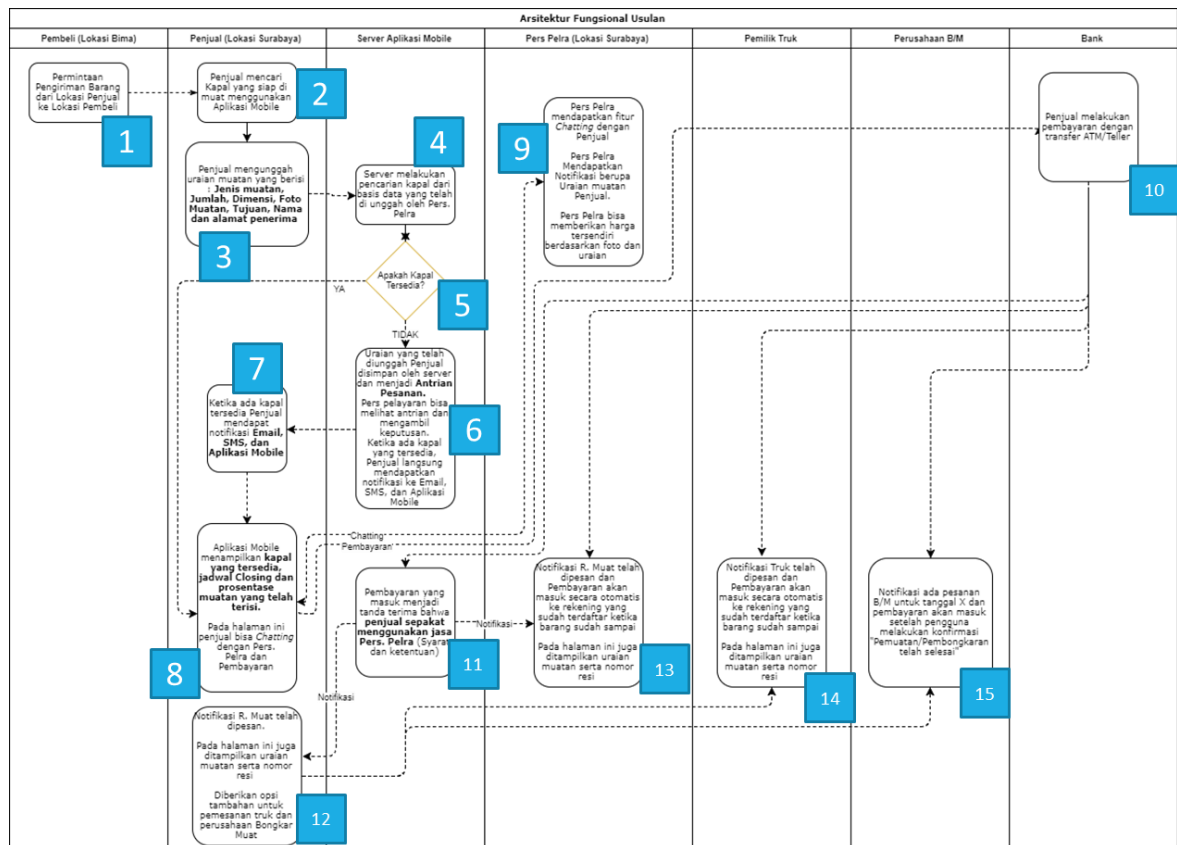 Arsitektur Fungsional Usulan
Pembeli (Lokasi Bima)
Penjual (Lokasi Surabaya)
Server Aplikasi Mobile
Pers Pelra (Lokasi Surabaya)
Pemilik Truk
Perusahaan B/M
Bank
Permintaan
Pengiriman Barang
dari Lokasi Penjual
ke Lokasi Pembeli
1
Penjual mencari
Kapal yang siap di
muat menggunakan
Aplikasi Mobile
2
Penjual mengunggah
uraian muatan yang berisi
: Jenis muatan,
Jumlah, Dimensi, Foto
Muatan, Tujuan, Nama
dan alamat penerima
3
4
Server melakukan
pencarian kapal dari
basis data yang telah
di unggah oleh Pers.
Pelra
Apakah Kapal
Tersedia?
5
YA
TIDAK
Uraian yang telah
diunggah Penjual
disimpan oleh server
dan menjadi Antrian
Pesanan.
Pers pelayaran bisa
melihat antrian dan
mengambil
keputusan.
Ketika ada kapal
yang tersedia,
Penjual langsung
mendapatkan
notifikasi ke Email,
SMS, dan Aplikasi
Mobile
6
7
Ketika ada kapal
tersedia Penjual
mendapat
notifikasi Email,
SMS, dan
Aplikasi Mobile
Aplikasi Mobile
menampilkan kapal
yang tersedia,
jadwal Closing dan
prosentase
muatan yang telah
terisi.
Pada halaman ini
penjual bisa Chatting
dengan Pers.
Pelra dan
Pembayaran
8
Chatting
Pembayaran
9
Pers Pelra
mendapatkan fitur
Chatting dengan
Penjual
Pers Pelra
Mendapatkan
Notifikasi berupa
Uraian muatan
Penjual.
Pers Pelra bisa
memberikan harga
tersendiri
berdasarkan foto dan
uraian
Penjual melakukan
pembayaran dengan
transfer ATM/Teller
10
Pembayaran yang
masuk menjadi
tanda terima bahwa
penjual sepakat
menggunakan jasa
Pers. Pelra (Syarat
dan ketentuan)
11
Notifikasi
Notifikasi
Notifikasi R. Muat telah
dipesan.
Pada halaman ini juga
ditampilkan uraian
muatan serta nomor
resi
Diberikan opsi
tambahan untuk
pemesanan truk dan
perusahaan Bongkar
Muat
12
Notifikasi R. Muat telah
dipesan dan
Pembayaran akan
masuk secara otomatis
ke rekening yang
sudah terdaftar ketika
barang sudah sampai
Pada halaman ini juga
ditampilkan uraian
muatan serta nomor
resi
13
Notifikasi Truk telah
dipesan dan
Pembayaran akan
masuk secara otomatis
ke rekening yang
sudah terdaftar ketika
barang sudah sampai
Pada halaman ini juga
ditampilkan uraian
muatan serta nomor
resi
14
Notifikasi ada pesanan
B/M untuk tanggal X dan
pembayaran akan masuk
setelah pengguna
melakukan konfirmasi
"Pemuatan/Pembongkaran
telah selesai"
15